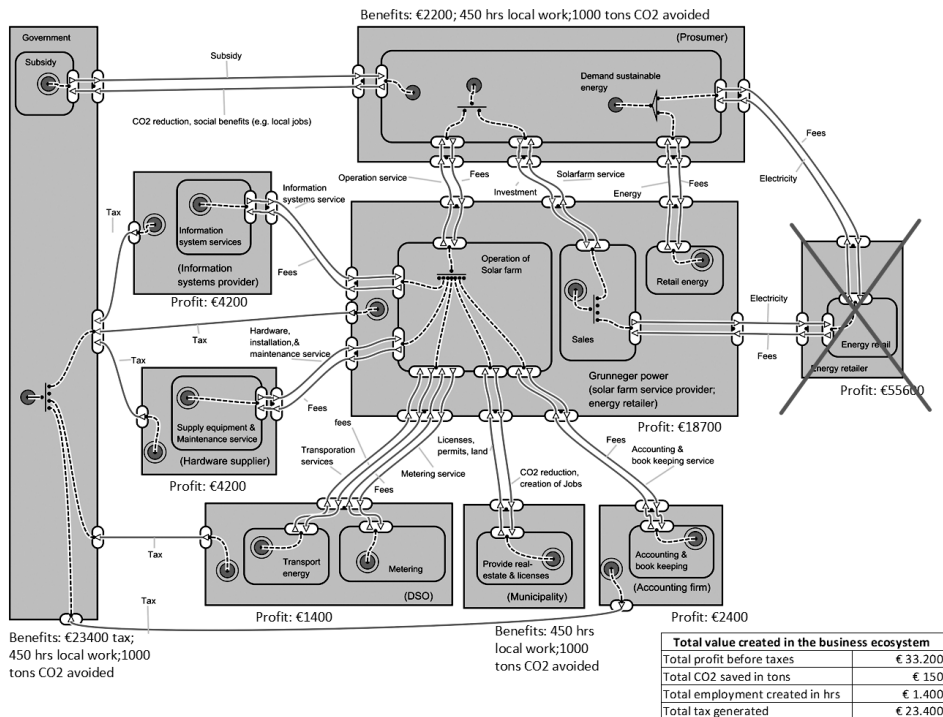 Benefits: €2200; 450 hrs local work;1000 tons CO2 avoided
Government
(Prosumer)
Subsidy
Subsidy
Demand sustainable
energy
CO2 reduction, social benefits (e.g. local jobs)
Fees
Operation service
Fees
Investment
Solarfarm service
Energy
Fees
Electricity
Tax
Information
system services
Information
systems service
(Information
systems provider)
Fees
Profit: €4200
Operation of
Solar farm
Retail energy
Sales
Electricity
Fees
Energy retail
Energy retailer
Profit: €55600
Tax
Hardware,
installation,&
maintenance service
Tax
Grunneger power
(solar farm service provider;
energy retailer)
Profit: €18700
Supply equipment &
Maintenance service
(Hardware supplier)
Fees
Profit: €4200
fees
Transporation
services
Metering service
Fees
Licenses,
permits, land
CO2 reduction,
creation of Jobs
Fees
Accounting &
book keeping service
Tax
Transport
energy
Metering
(DSO)
Profit: €1400
Provide real-
estate & licenses
(Municipality)
Accounting &
book keeping
(Accounting firm)
Profit: €2400
Tax
Benefits: €23400 tax;
450 hrs local work;1000
tons CO2 avoided
Benefits: 450 hrs
local work;1000
tons CO2 avoided
Total value created in the business ecosystem
Total profit before taxes € 33.200
Total CO2 saved in tons € 150
Total employment created in hrs € 1.400
Total tax generated € 23.400